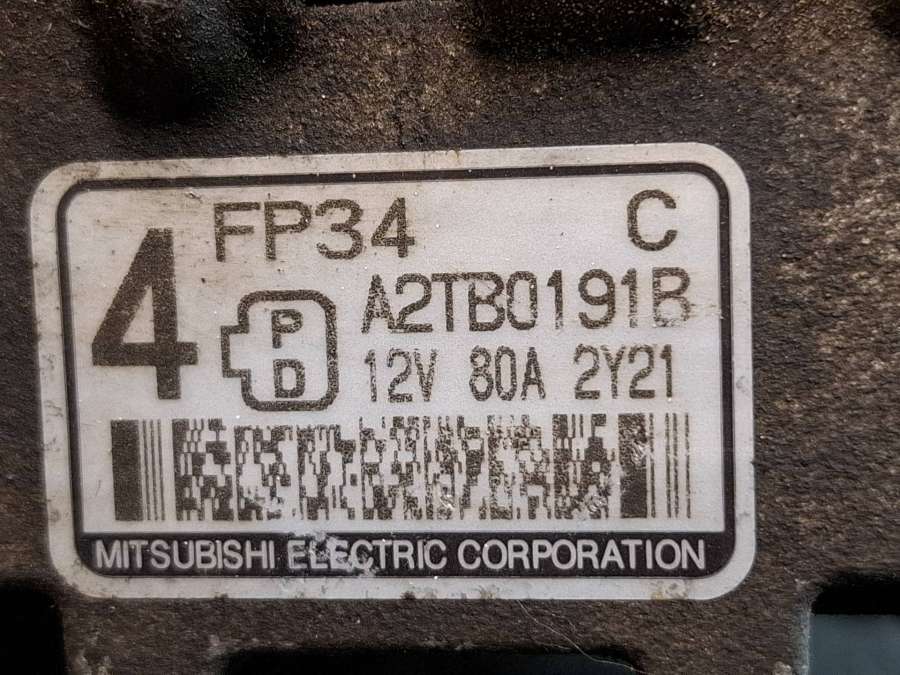 FP34 C
4
A2TB0191B
P
D
12V 80A 2Y21
MITSUBISHI ELECTRIC CORPORATION